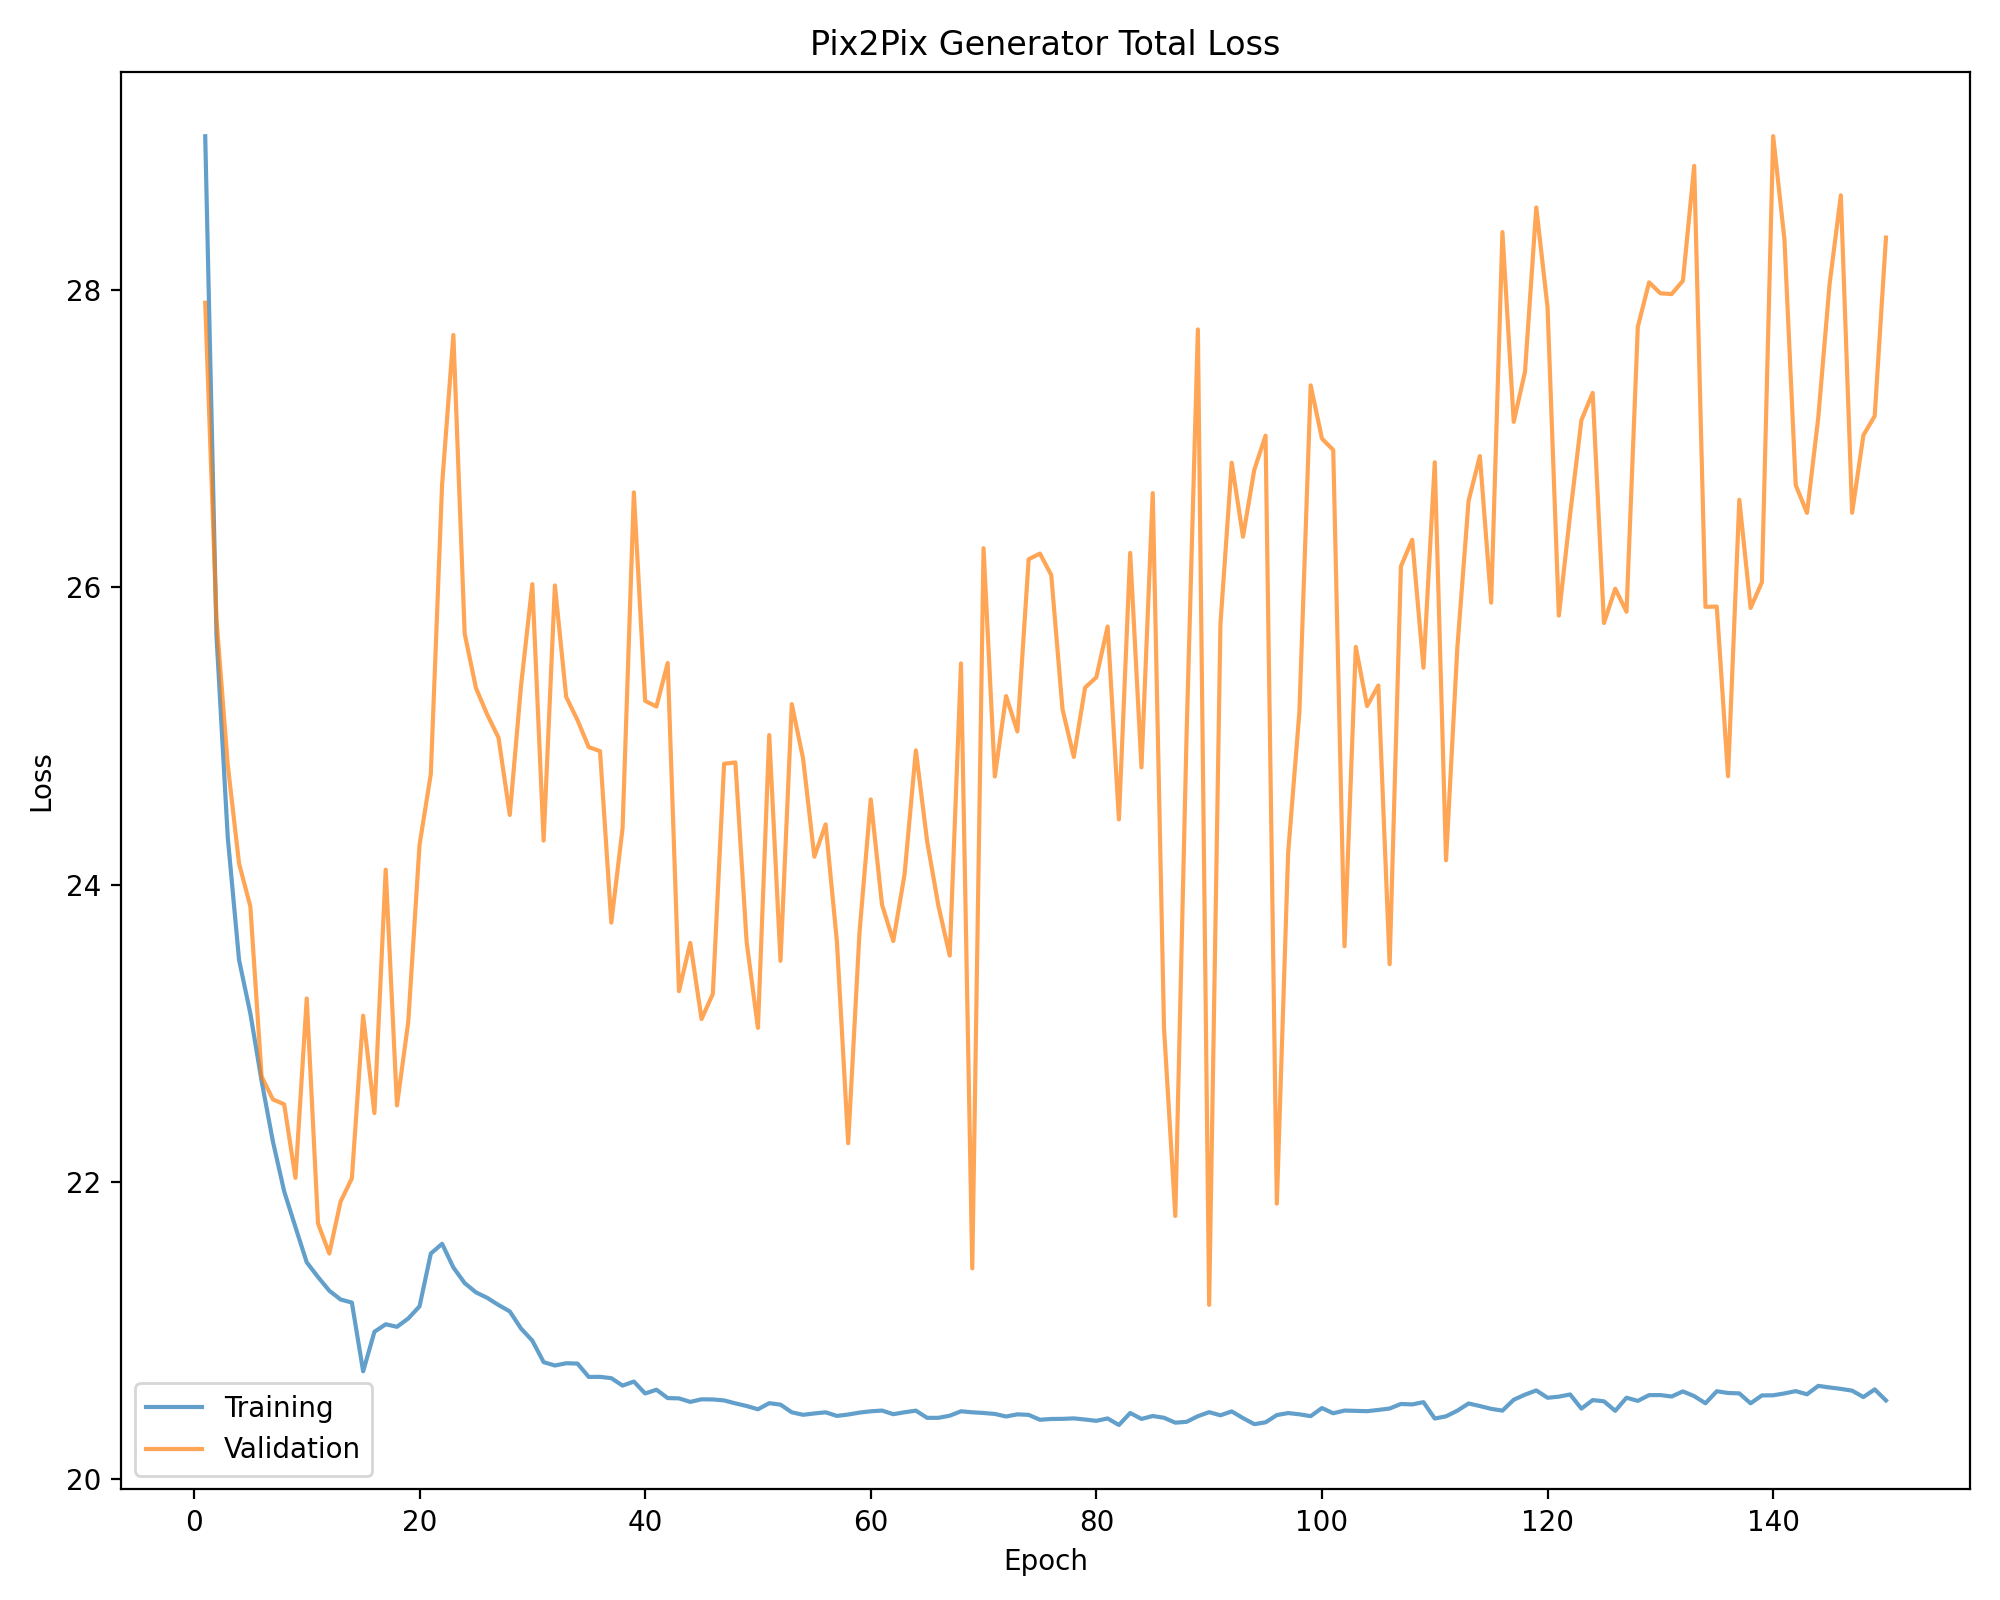 Pix2Pix Generator Total Loss
Loss
28
26
24
22
20
Training
Validation
0 20 40 60 80 100 120 140
Epoch